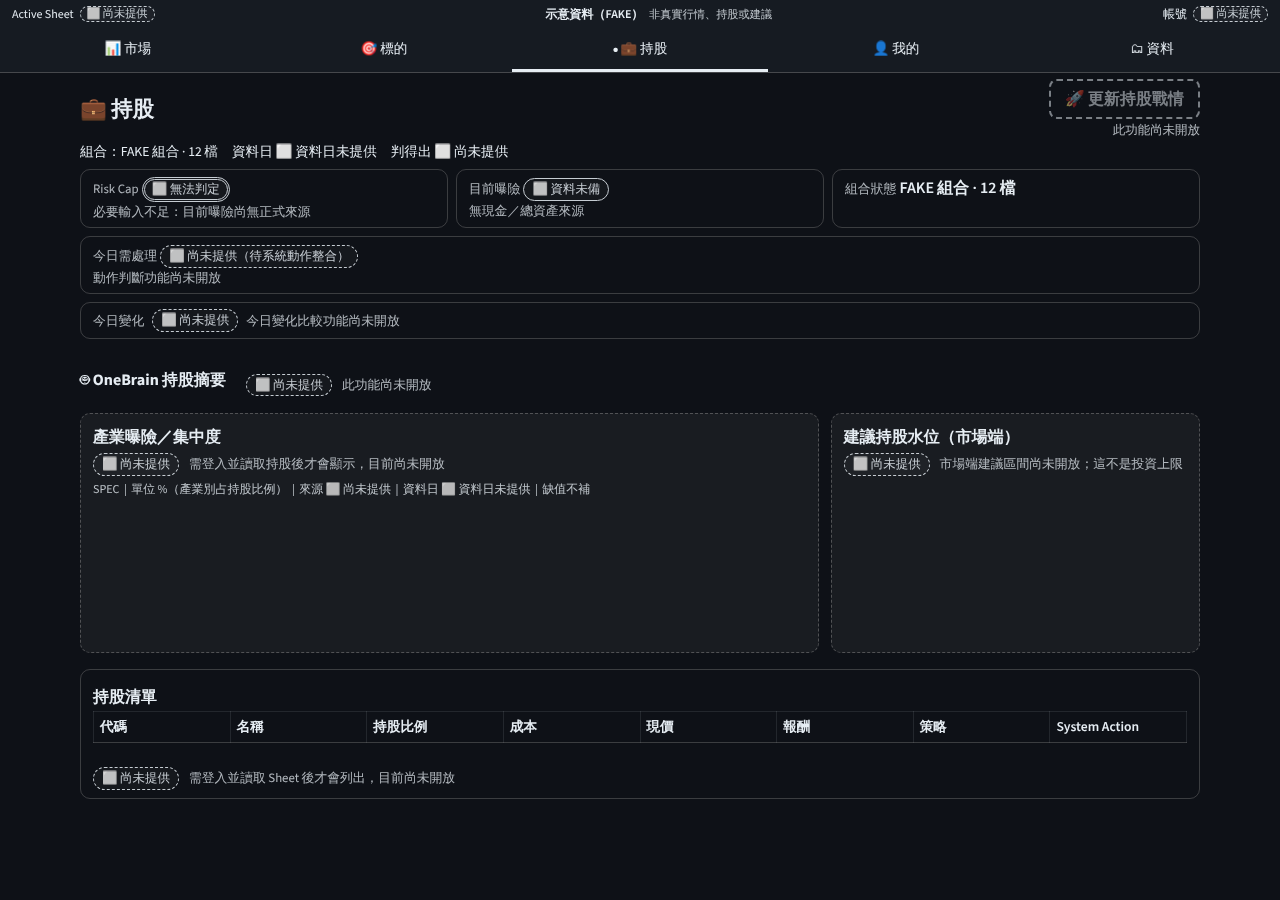 Active Sheet ⬜ 尚未提供
示意資料（FAKE） 非真實行情、持股或建議
帳號 ⬜ 尚未提供
📊 市場
🎯 標的
• 💼 持股
👤 我的
🗂 資料
💼 持股
🚀 更新持股戰情
此功能尚未開放
組合：FAKE 組合 · 12 檔 資料日 ⬜ 資料日未提供 判得出 ⬜ 尚未提供
Risk Cap ⬜ 無法判定
必要輸入不足：目前曝險尚無正式來源
目前曝險 ⬜ 資料未備
無現金／總資產來源
組合狀態 FAKE 組合 · 12 檔
今日需處理 ⬜ 尚未提供（待系統動作整合）
動作判斷功能尚未開放
今日變化 ⬜ 尚未提供 今日變化比較功能尚未開放
OneBrain 持股摘要 ⬜ 尚未提供 此功能尚未開放
產業曝險／集中度
⬜ 尚未提供 需登入並讀取持股後才會顯示，目前尚未開放
SPEC｜單位 %（產業別占持股比例）｜來源 ⬜ 尚未提供｜資料日 ⬜ 資料日未提供｜缺值不補
建議持股水位（市場端）
⬜ 尚未提供 市場端建議區間尚未開放；這不是投資上限
持股清單
代碼 名稱 持股比例 成本 現價 報酬 策略 System Action
⬜ 尚未提供 需登入並讀取 Sheet 後才會列出，目前尚未開放